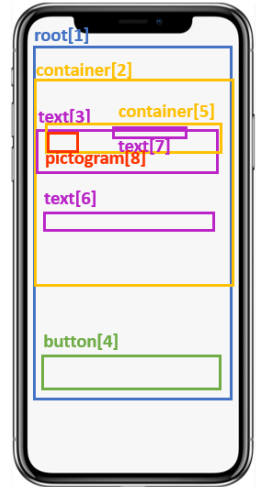 root[1]
container[2]
text[3]
container[5]
text[7]
pictogram[8]
text[6]
button[4]